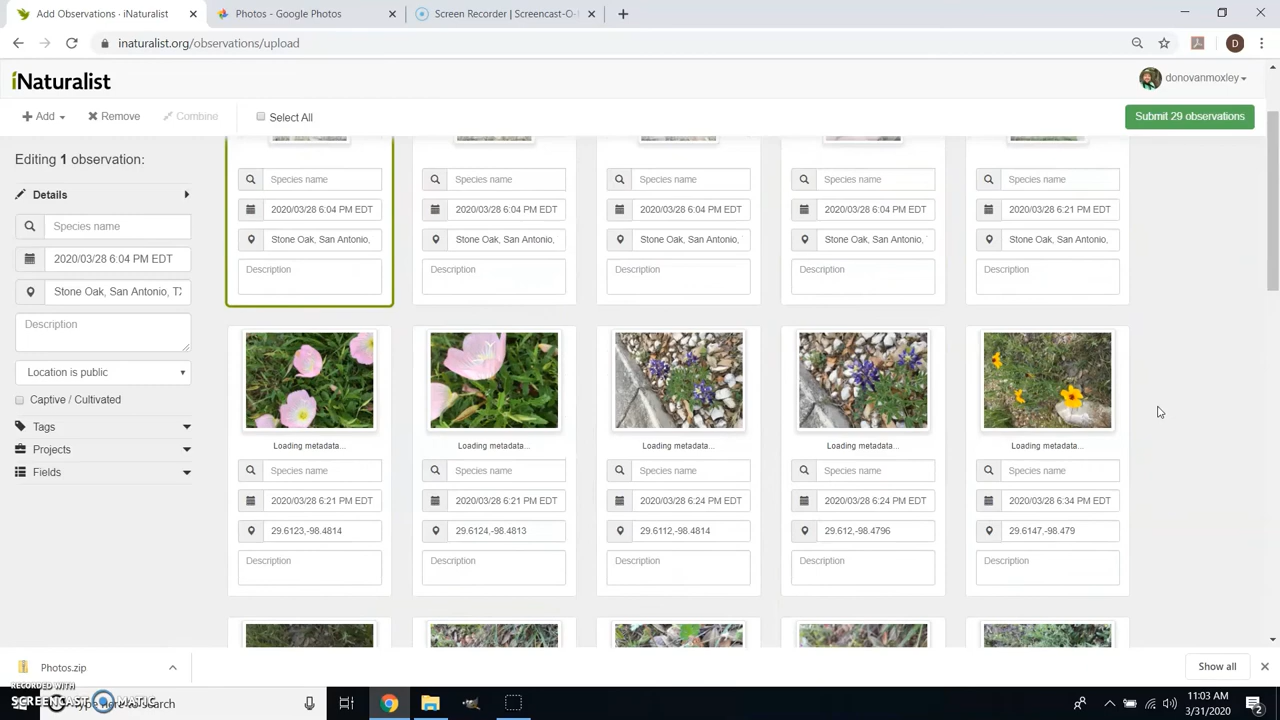 Add Observations · iNaturalist
Photos - Google Photos
Screen Recorder | Screencast-O-
inaturalist.org/observations/upload
D
iNaturalist
donovanmoxley
Add
Remove
Combine
Select All
Submit 29 observations
Editing 1 observation:
Details
Species name
2020/03/28 6:04 PM EDT
Stone Oak, San Antonio, TX
Description
Location is public
Captive / Cultivated
Tags
Projects
Fields
Species name Species name Species name Species name Species name
2020/03/28 6:04 PM EDT 2020/03/28 6:04 PM EDT 2020/03/28 6:04 PM EDT 2020/03/28 6:04 PM EDT 2020/03/28 6:21 PM EDT
Stone Oak, San Antonio, Stone Oak, San Antonio, Stone Oak, San Antonio, Stone Oak, San Antonio, Stone Oak, San Antonio,
Description Description Description Description Description
Loading metadata... Loading metadata... Loading metadata... Loading metadata... Loading metadata...
Species name Species name Species name Species name Species name
2020/03/28 6:21 PM EDT 2020/03/28 6:21 PM EDT 2020/03/28 6:24 PM EDT 2020/03/28 6:24 PM EDT 2020/03/28 6:34 PM EDT
29.6123,-98.4814 29.6124,-98.4813 29.6112,-98.4814 29.612,-98.4796 29.6147,-98.479
Description Description Description Description Description
Photos.zip
Show all
RECORDED WITH
SCREENCAST MATIC
here to search
11:03 AM
3/31/2020
2